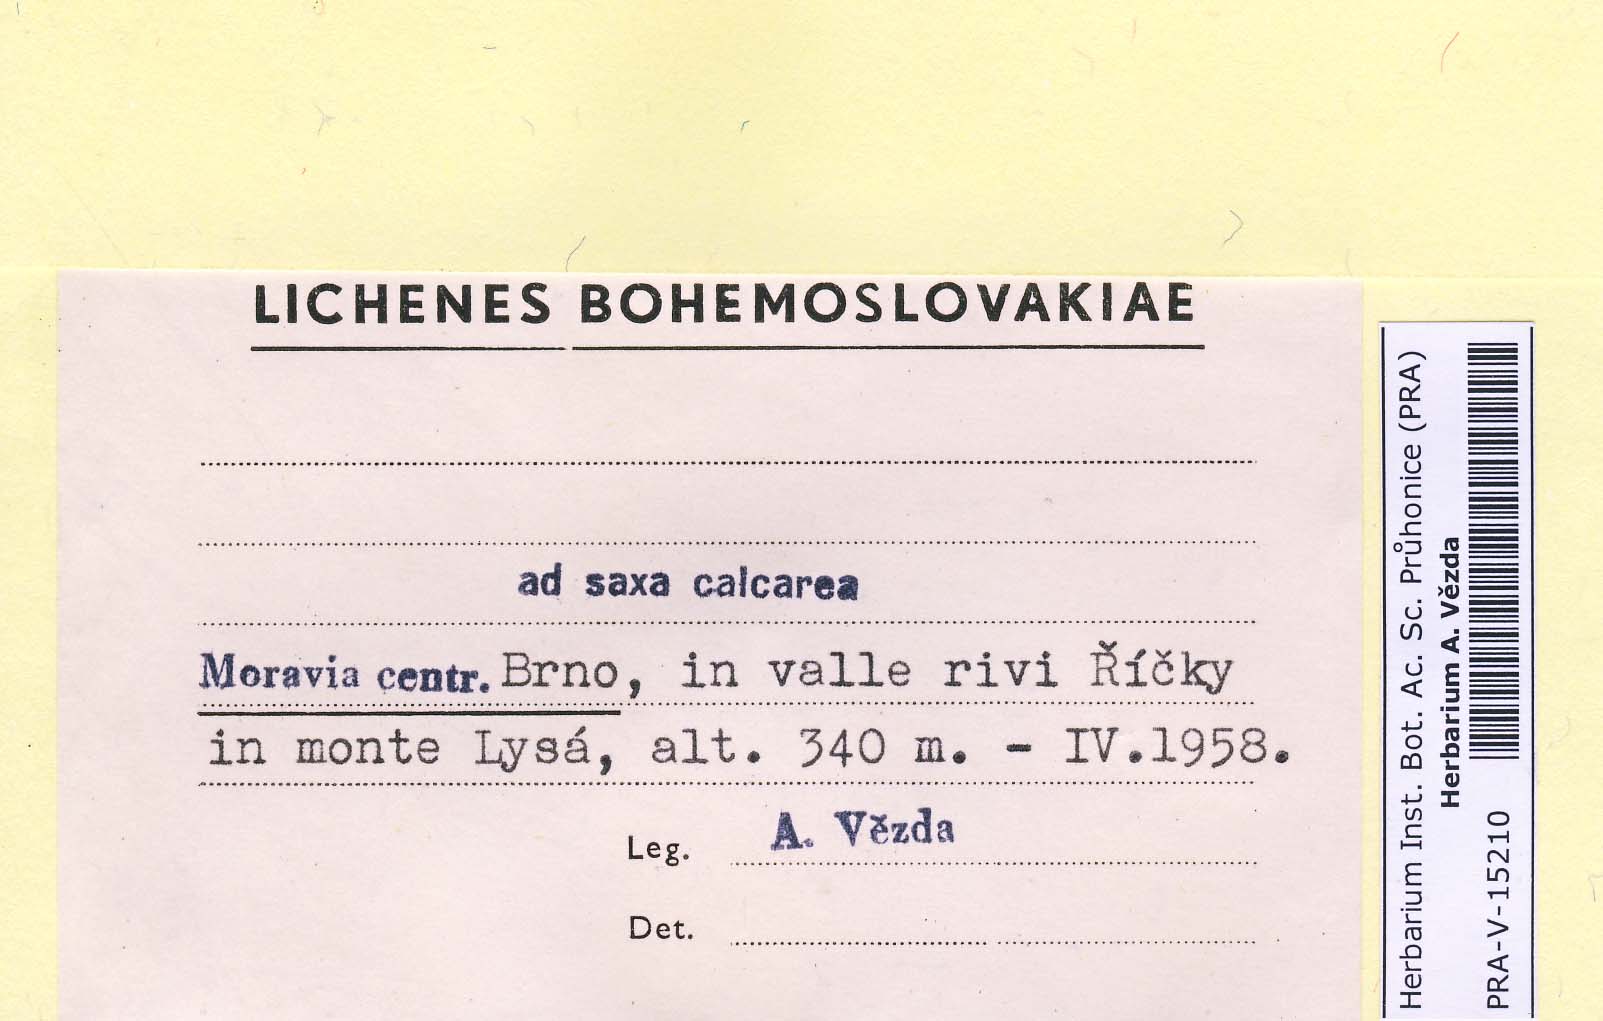 LICHENES BOHEMOSLOVAKIAE
ad saxa calcarea
Moravia centr. Brno, in valle rivi Říčky
in monte Lysá, alt. 340 m. - IV.1958.
Leg. A. Vězda
Det.
Herbarium Inst. Bot. Ac. Sc. Průhonice (PRA)
Herbarium A. Vězda
PRA-V-15210